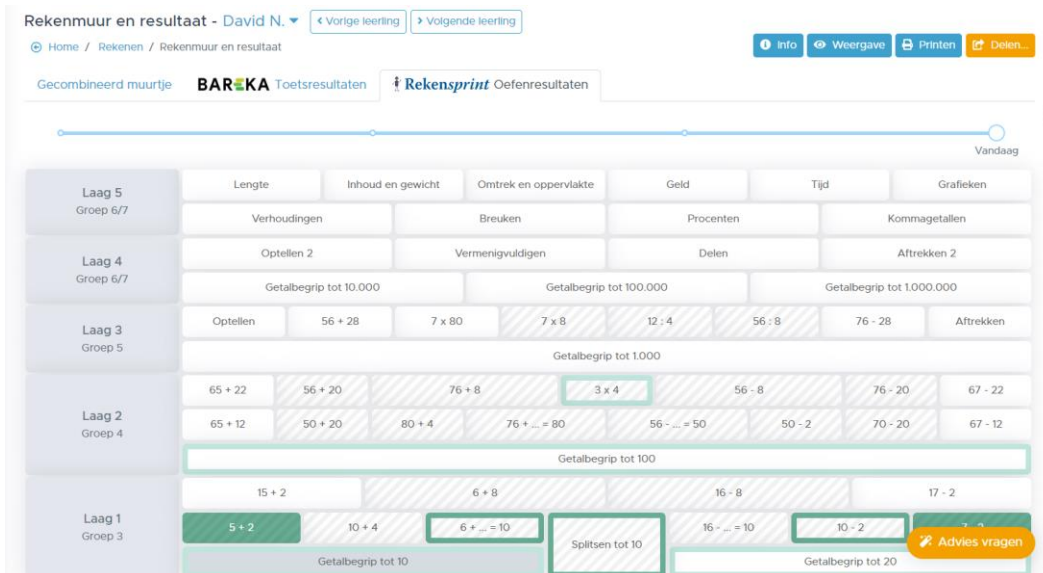 Rekenmuur en resultaat - David N. Vorige leerling Volgende leerling
Home / Rekenen / Rekenmuur en resultaat
Info Weergave Printen Delen...
Gecombineerd muurtje BAREKA Toetsresultaten Rekensprint Oefenresultaten
Vandaag
Laag 5
Groep 6/7
Lengte Inhoud en gewicht Omtrek en oppervlakte Geld Tijd Grafieken
Verhoudingen Breuken Procenten Kommagetallen
Laag 4
Groep 6/7
Optellen 2 Vermenigvuldigen Delen Aftrekken 2
Getalbegrip tot 10.000 Getalbegrip tot 100.000 Getalbegrip tot 1.000.000
Laag 3
Groep 5
Optellen 56 + 28 7 x 80 7 x 8 12 : 4 56 : 8 76 - 28 Aftrekken
Getalbegrip tot 1.000
Laag 2
Groep 4
65 + 22 56 + 20 76 + 8 3 x 4 56 - 8 76 - 20 67 - 22
65 + 12 50 + 20 80 + 4 76 + ... = 80 56 - ... = 50 50 - 2 70 - 20 67 - 12
Getalbegrip tot 100
Laag 1
Groep 3
15 + 2 6 + 8 16 - 8 17 - 2
5 + 2 10 + 4 6 + ... = 10 Splitsen tot 10 16 - ... = 10 10 - 2
Getalbegrip tot 10 Getalbegrip tot 20
Advies vragen